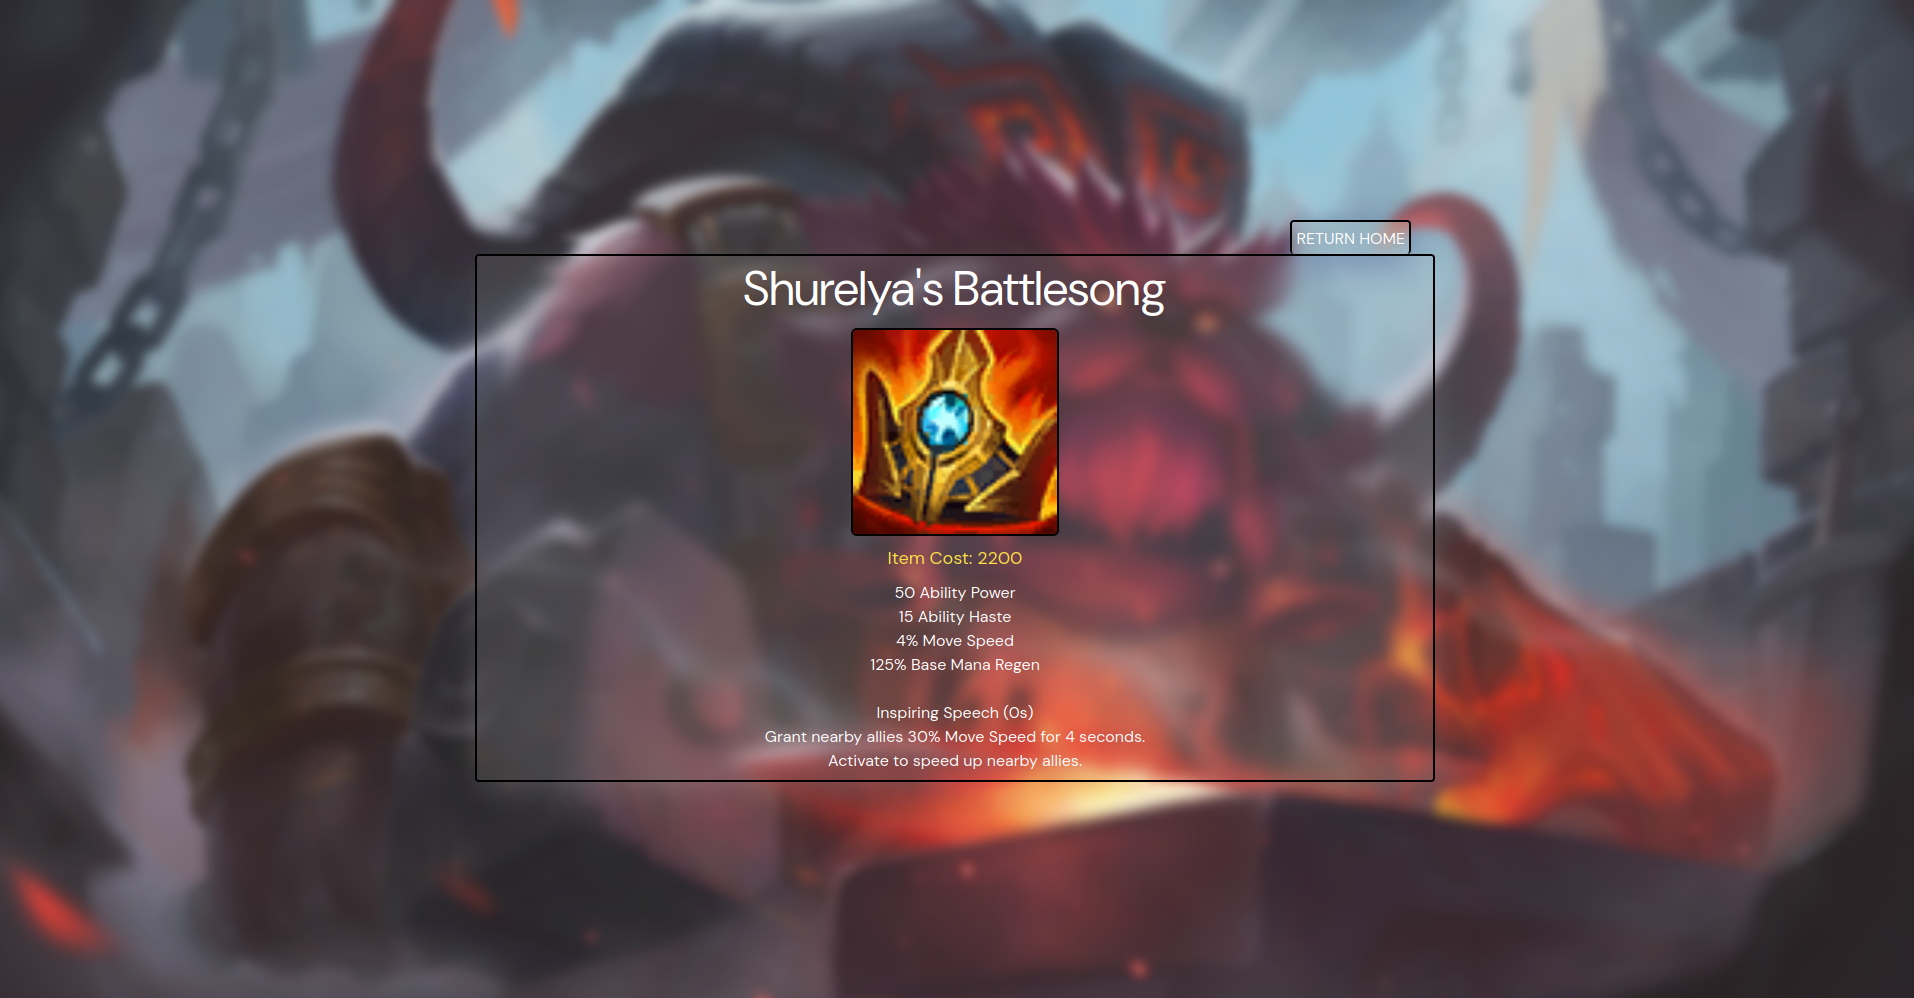 RETURN HOME
Shurelya's Battlesong
Item Cost: 2200
50 Ability Power
15 Ability Haste
4% Move Speed
125% Base Mana Regen
Inspiring Speech (0s)
Grant nearby allies 30% Move Speed for 4 seconds.
Activate to speed up nearby allies.